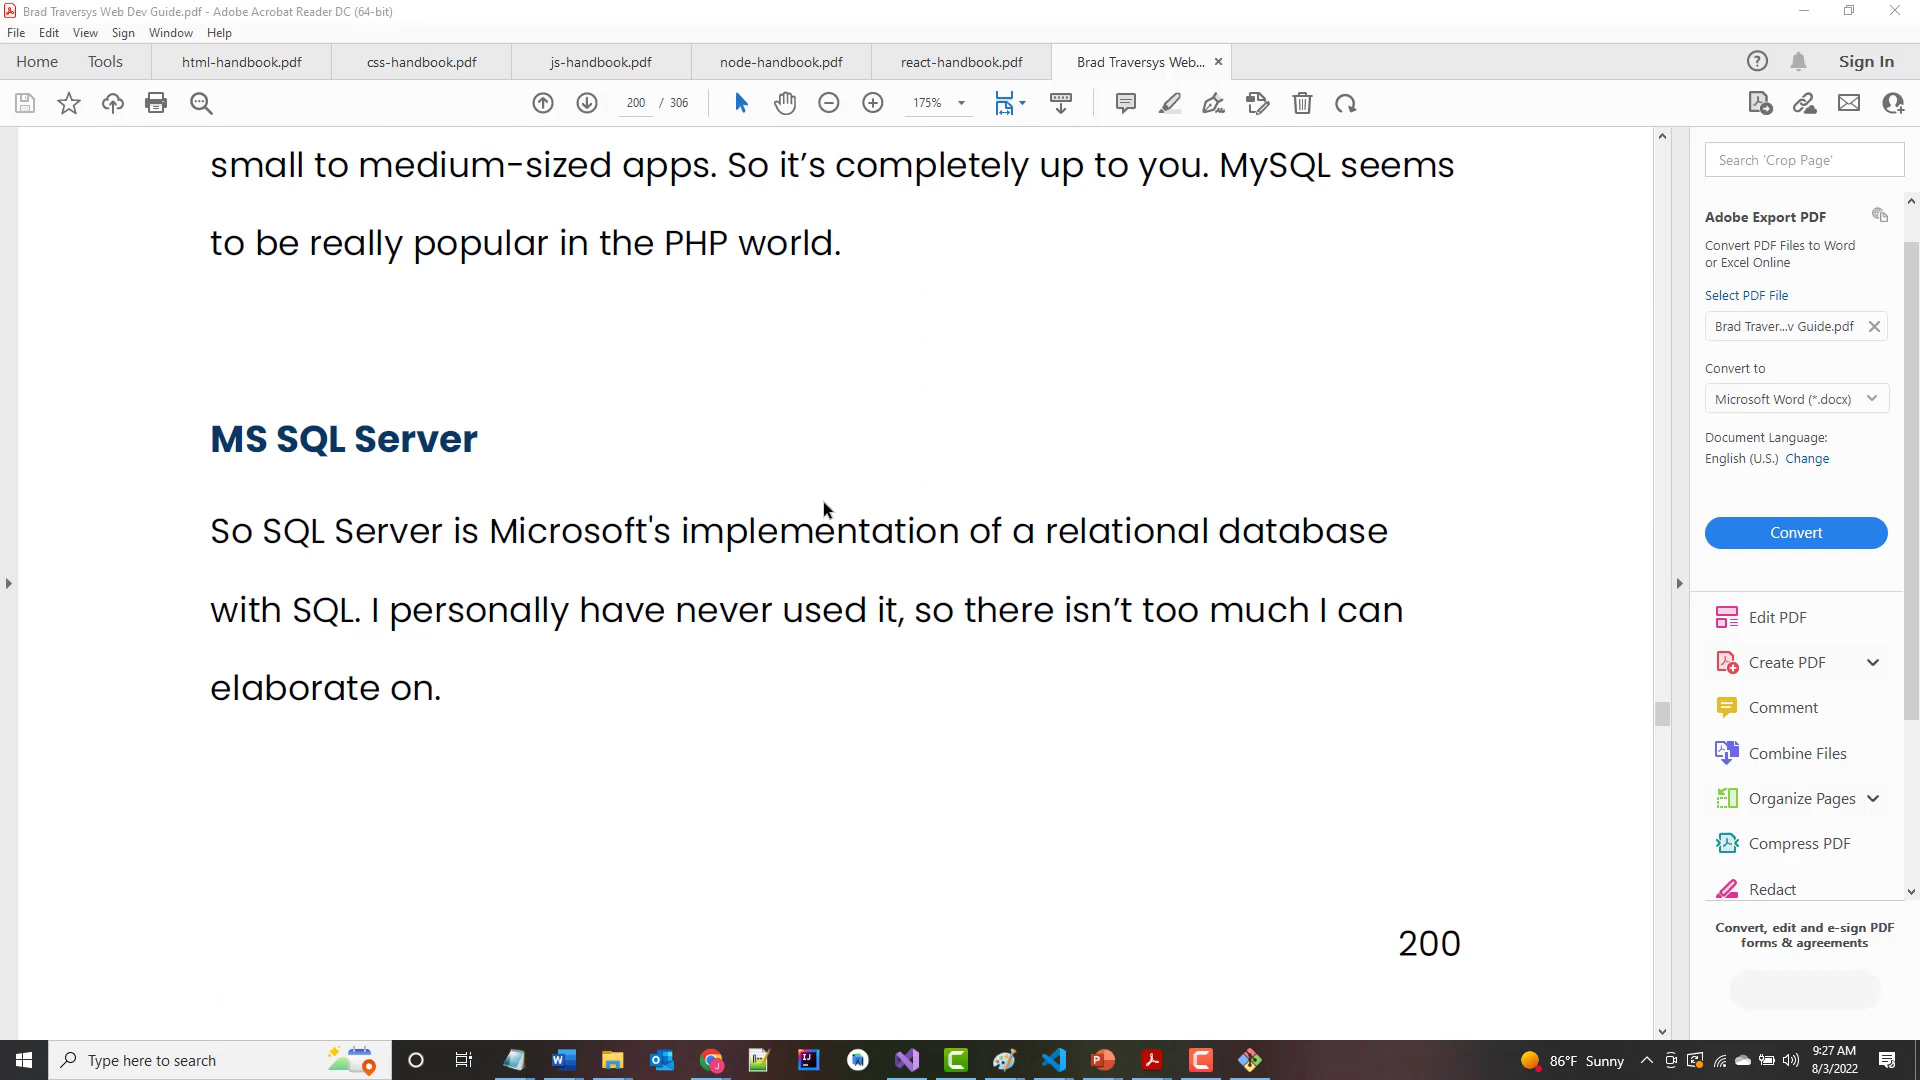 Brad Traversys Web Dev Guide.pdf - Adobe Acrobat Reader DC (64-bit)
File Edit View Sign Window Help
Home Tools html-handbook.pdf css-handbook.pdf js-handbook.pdf node-handbook.pdf react-handbook.pdf Brad Traversys Web... Sign In
200 / 306 175%
small to medium-sized apps. So it’s completely up to you. MySQL seems
to be really popular in the PHP world.
MS SQL Server
So SQL Server is Microsoft's implementation of a relational database
with SQL. I personally have never used it, so there isn’t too much I can
elaborate on.
200
Search 'Crop Page'
Adobe Export PDF
Convert PDF Files to Word
or Excel Online
Select PDF File
Brad Traver...v Guide.pdf
Convert to
Microsoft Word (*.docx)
Document Language:
English (U.S.) Change
Convert
Edit PDF
Create PDF
Comment
Combine Files
Organize Pages
Compress PDF
Redact
Convert, edit and e-sign PDF
forms & agreements
Type here to search
86°F Sunny
9:27 AM
8/3/2022